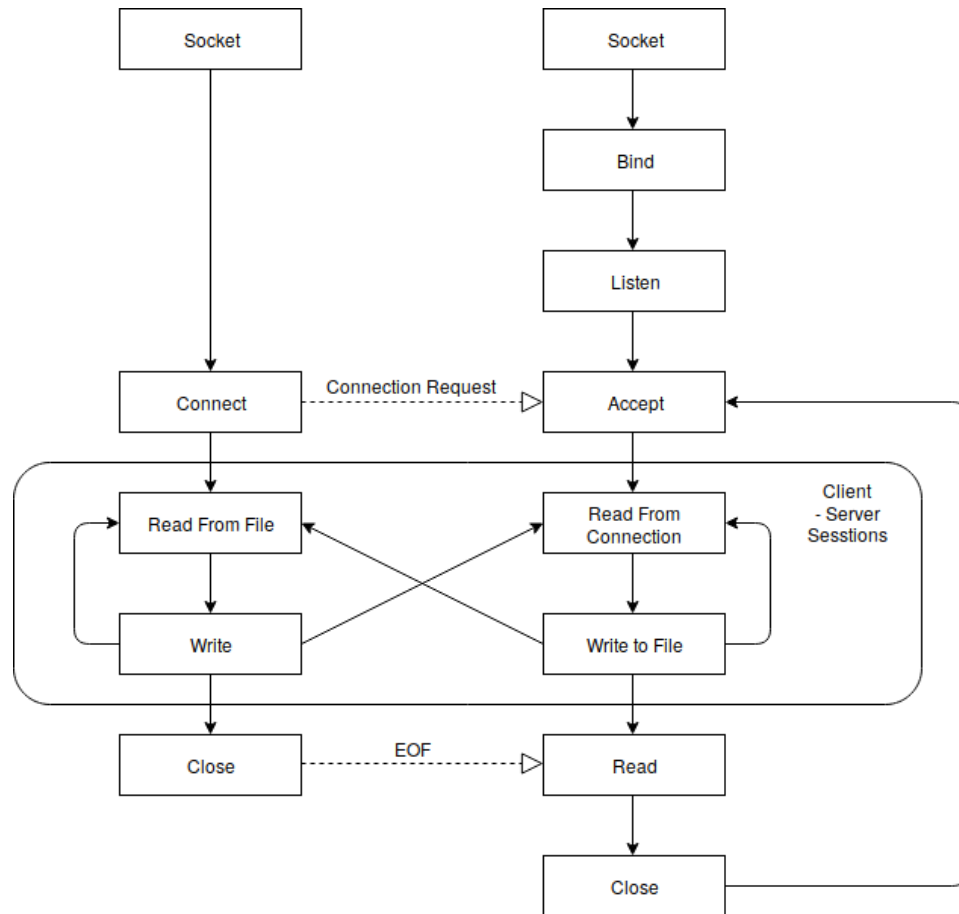 Socket
Socket
Bind
Listen
Connection Request
Connect
Accept
Client
- Server
Sesstions
Read From File
Read From
Connection
Write
Write to File
EOF
Close
Read
Close